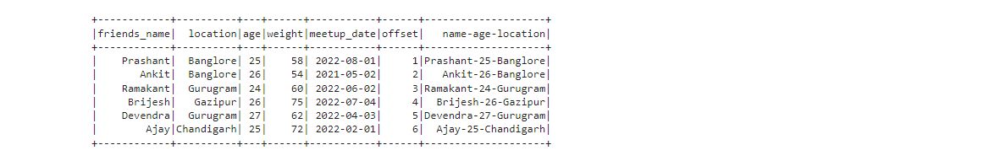 +------------+----------+---+------+-----------+------+--------------------+
|friends_name|  location|age|weight|meetup_date|offset|   name-age-location|
+------------+----------+---+------+-----------+------+--------------------+
|    Prashant|  Banglore| 25|    58| 2022-08-01|     1|Prashant-25-Banglore|
|       Ankit|  Banglore| 26|    54| 2021-05-02|     2|   Ankit-26-Banglore|
|    Ramakant|  Gurugram| 24|    60| 2022-06-02|     3|Ramakant-24-Gurugram|
|     Brijesh|   Gazipur| 26|    75| 2022-07-04|     4|  Brijesh-26-Gazipur|
|    Devendra|  Gurugram| 27|    62| 2022-04-03|     5|Devendra-27-Gurugram|
|        Ajay|Chandigarh| 25|    72| 2022-02-01|     6|  Ajay-25-Chandigarh|
+------------+----------+---+------+-----------+------+--------------------+